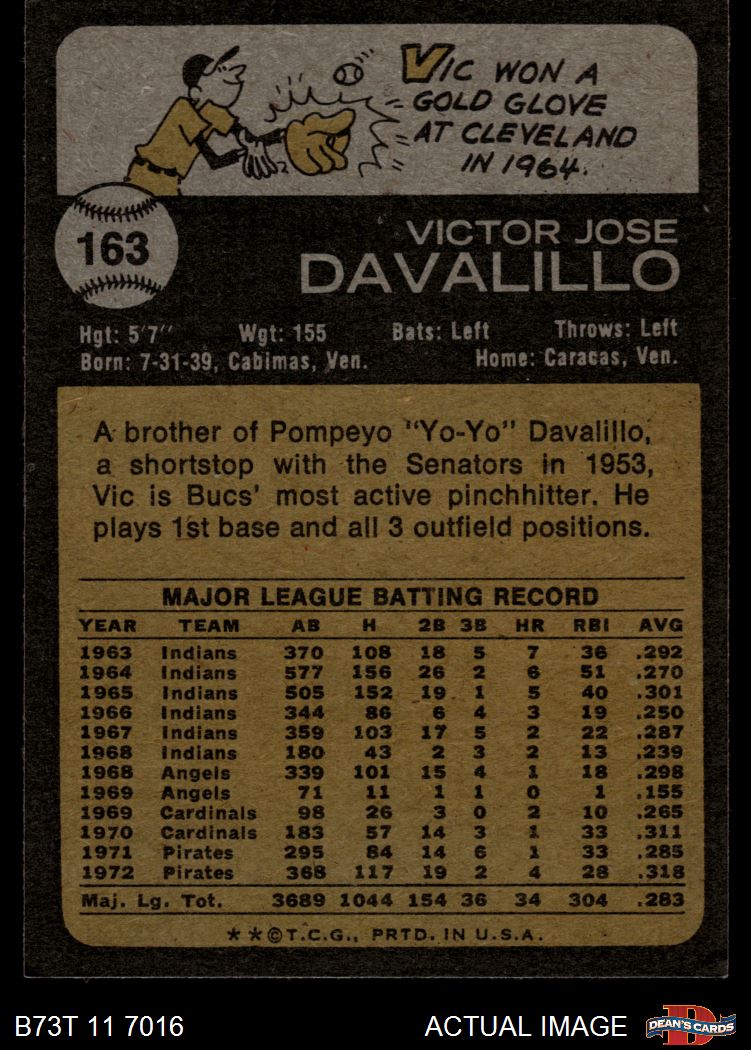 VIC WON A
GOLD GLOVE
AT CLEVELAND
IN 1964.
163
VICTOR JOSE
DAVALILLO
Hgt: 5'7" Wgt: 155 Bats: Left Throws: Left
Born: 7-31-39, Cabimas, Ven. Home: Caracas, Ven.
A brother of Pompeyo "Yo-Yo" Davalillo,
a shortstop with the Senators in 1953,
Vic is Bucs' most active pinchhitter. He
plays 1st base and all 3 outfield positions.
MAJOR LEAGUE BATTING RECORD
YEAR TEAM AB H 2B 3B HR RBI AVG
1963 Indians 370 108 18 5 7 36 .292
1964 Indians 577 156 26 2 6 51 .270
1965 Indians 505 152 19 1 5 40 .301
1966 Indians 344 86 6 4 3 19 .250
1967 Indians 359 103 17 5 2 22 .287
1968 Indians 180 43 2 3 2 13 .239
1968 Angels 339 101 15 4 1 18 .298
1969 Angels 71 11 1 1 0 1 .155
1969 Cardinals 98 26 3 0 2 10 .265
1970 Cardinals 183 57 14 3 1 33 .311
1971 Pirates 295 84 14 6 1 33 .285
1972 Pirates 368 117 19 2 4 28 .318
Maj. Lg. Tot. 3689 1044 154 36 34 304 .283
**©T.C.G., PRTD. IN U.S.A.
B73T 11 7016 ACTUAL IMAGE
D
DEAN'S CARDS